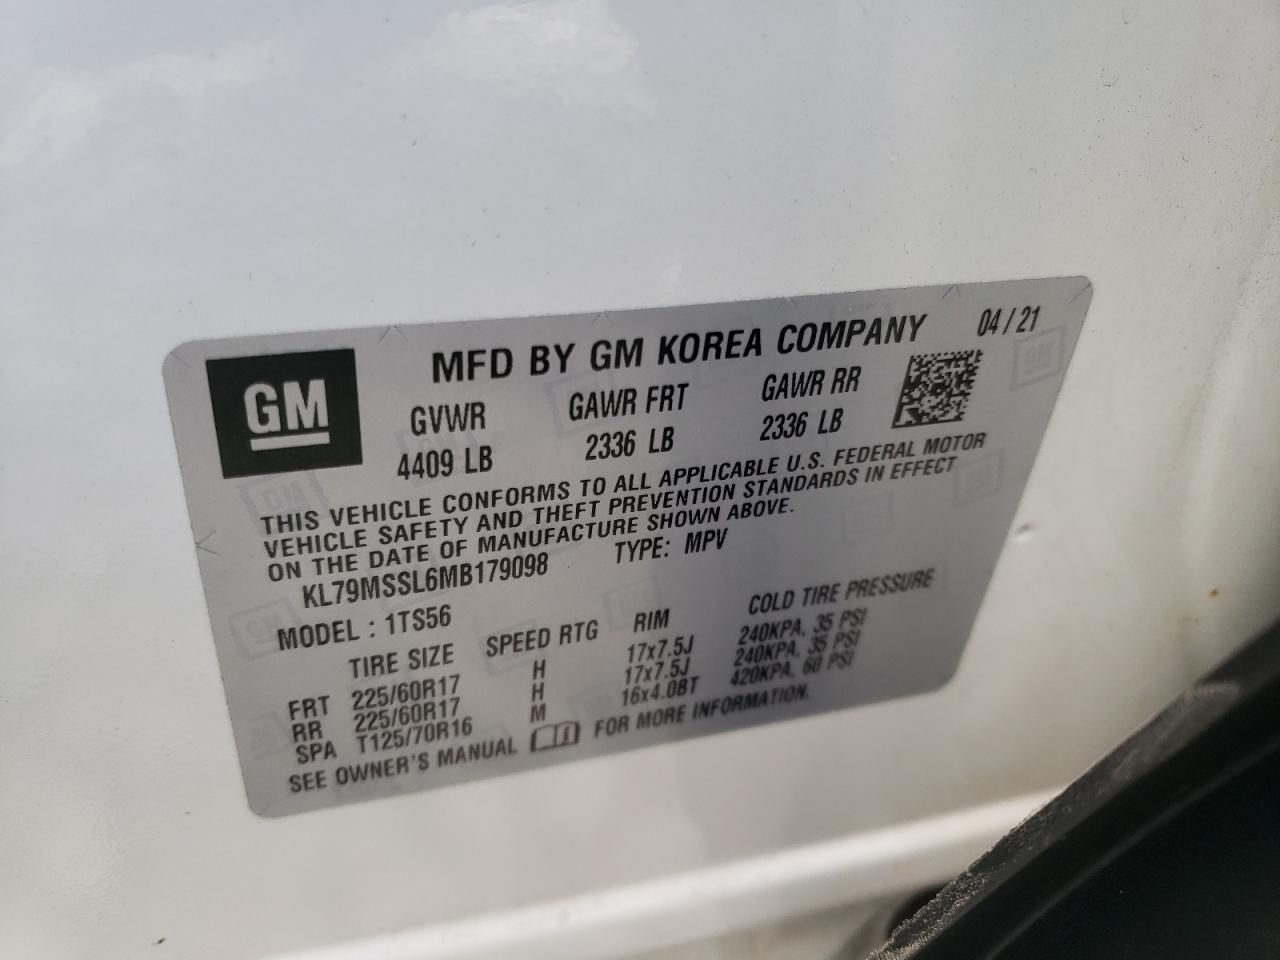 GM
MFD BY GM KOREA COMPANY 04/21
GVWR GAWR FRT GAWR RR
4409 LB 2336 LB 2336 LB
THIS VEHICLE CONFORMS TO ALL APPLICABLE U.S. FEDERAL MOTOR
VEHICLE SAFETY AND THEFT PREVENTION STANDARDS IN EFFECT
ON THE DATE OF MANUFACTURE SHOWN ABOVE.
KL79MSSL6MB179098 TYPE: MPV
MODEL : 1TS56
TIRE SIZE SPEED RTG RIM COLD TIRE PRESSURE
FRT 225/60R17 H 17x7.5J 240KPA, 35 PSI
RR 225/60R17 H 17x7.5J 240KPA, 35 PSI
SPA T125/70R16 M 16x4.0BT 420KPA, 60 PSI
SEE OWNER'S MANUAL FOR MORE INFORMATION.